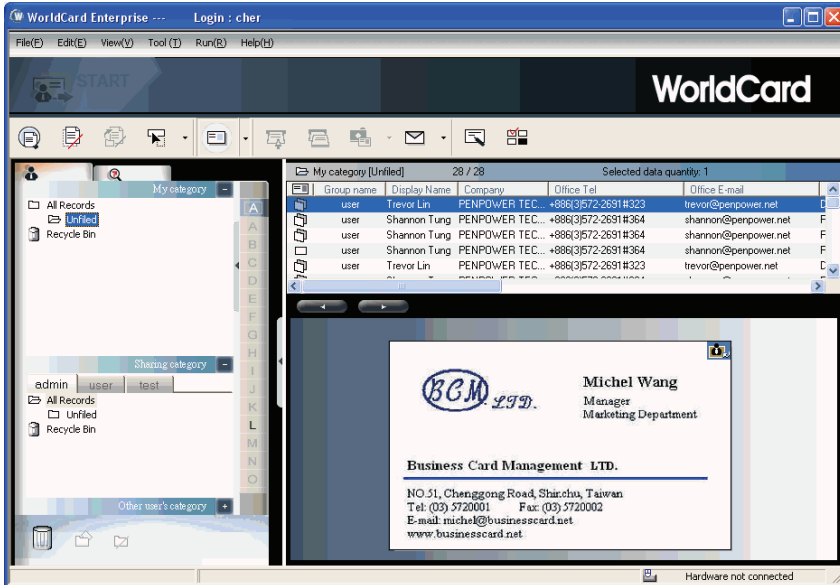 WorldCard Enterprise --- Login : cher
File(F) Edit(E) View(V) Tool (T) Run(R) Help(H)
START
WorldCard
My category [Unfiled] 28 / 28 Selected data quantity: 1
My category -
Group name Display Name Company Office Tel Office E-mail
user Trevor Lin PENPOWER TEC... +886(3)572-2691#323 trevor@penpower.net D
user Shannon Tung PENPOWER TEC... +886(3)572-2691#364 shannon@penpower.net F
user Shannon Tung PENPOWER TEC... +886(3)572-2691#364 shannon@penpower.net F
user Shannon Tung PENPOWER TEC... +886(3)572-2691#364 shannon@penpower.net F
user Trevor Lin PENPOWER TEC... +886(3)572-2691#323 trevor@penpower.net D
All Records
Unfiled
Recycle Bin
A
A
B
C
D
E
F
G
H
I
J
K
L
M
N
O
Sharing category -
admin user test
All Records
Unfiled
Recycle Bin
Other user's category +
BCM. LTD.
Michel Wang
Manager
Marketing Department
Business Card Management LTD.
NO.51, Chenggong Road, Shinchu, Taiwan
Tel: (03) 5720001 Fax: (03) 5720002
E-mail: michel@businesscard.net
www.businesscard.net
Hardware not connected